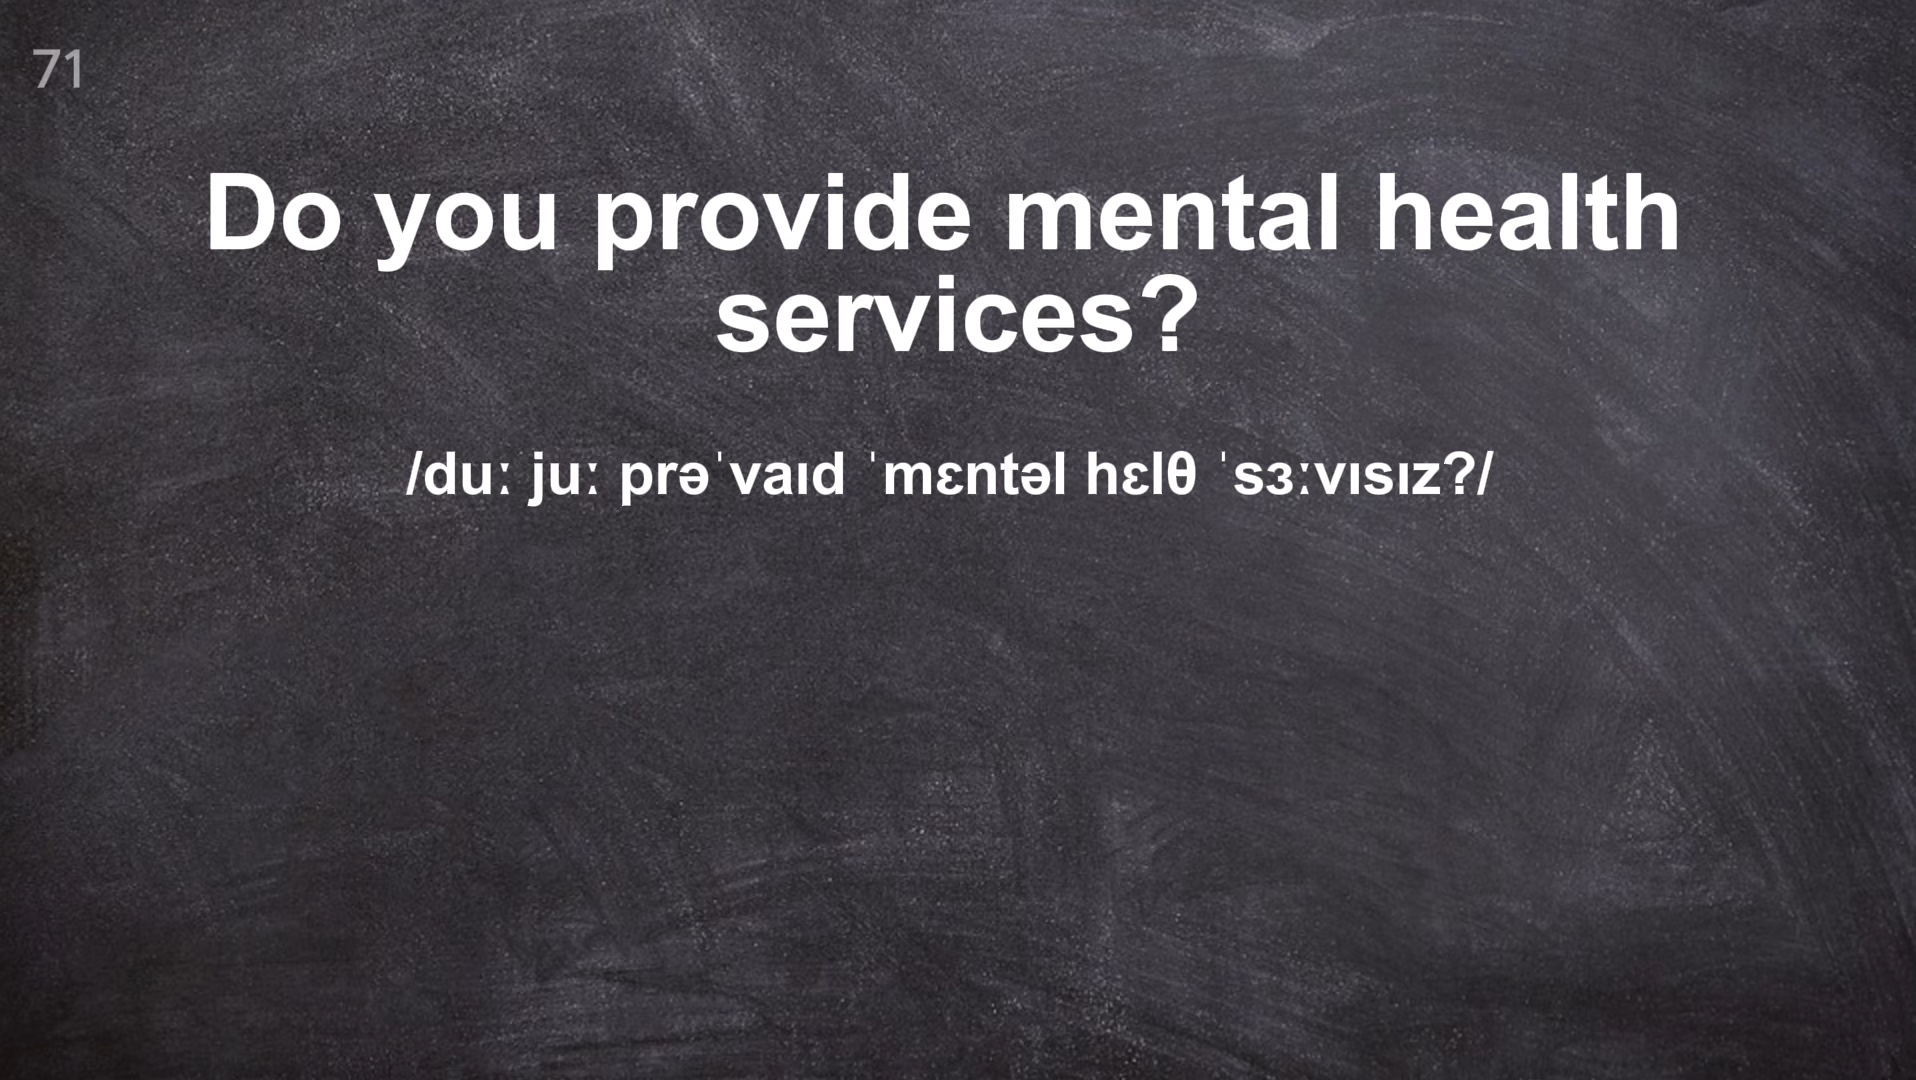 71
Do you provide mental health
services?
/duː juː prəˈvaɪd ˈmɛntəl hɛlθ ˈsɜːvɪsɪz?/